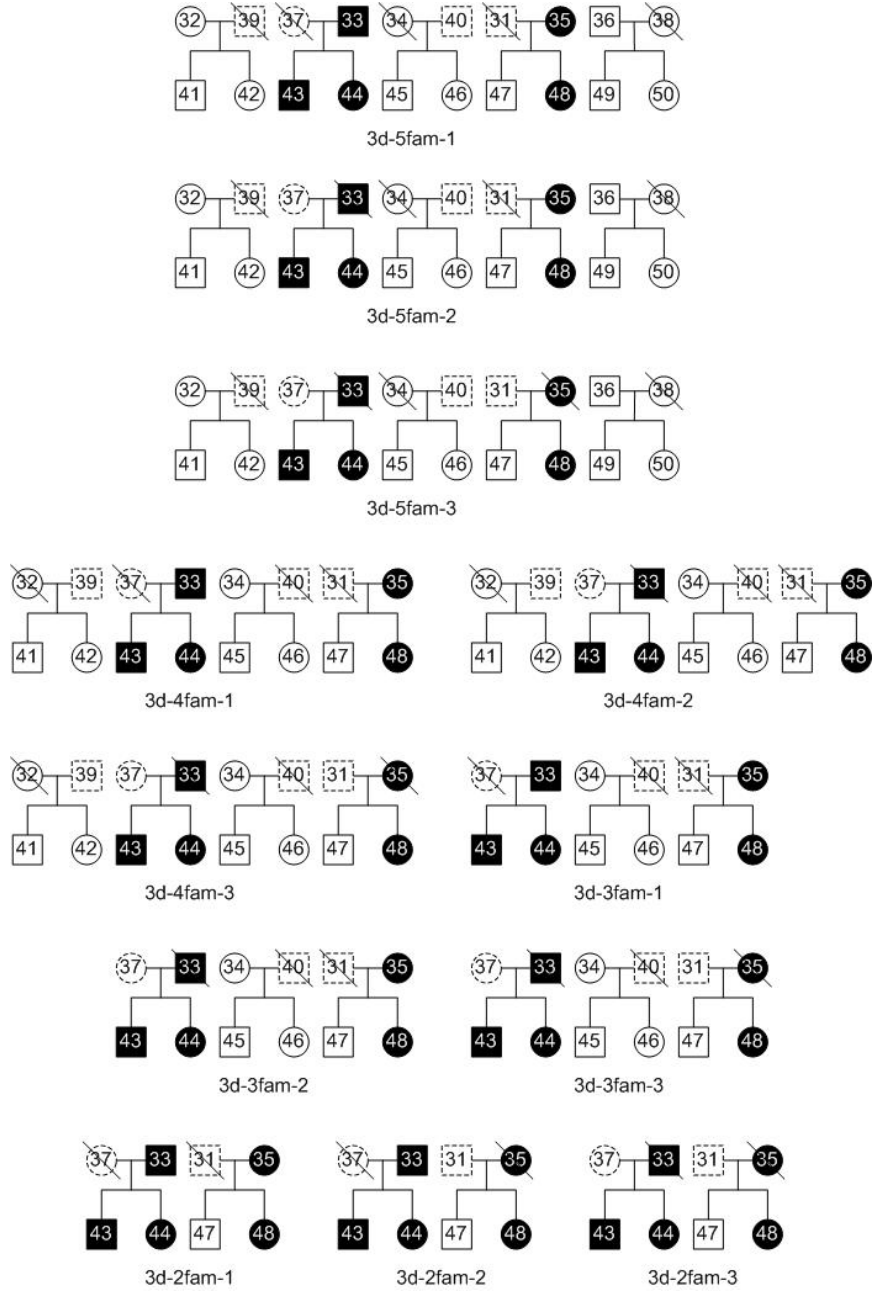 32 39 37 33 34 40 31 35 36 38
41 42 43 44 45 46 47 48 49 50
3d-5fam-1
32 39 37 33 34 40 31 35 36 38
41 42 43 44 45 46 47 48 49 50
3d-5fam-2
32 39 37 33 34 40 31 35 36 38
41 42 43 44 45 46 47 48 49 50
3d-5fam-3
32 39 37 33 34 40 31 35
41 42 43 44 45 46 47 48
3d-4fam-1
32 39 37 33 34 40 31 35
41 42 43 44 45 46 47 48
3d-4fam-2
32 39 37 33 34 40 31 35
41 42 43 44 45 46 47 48
3d-4fam-3
37 33 34 40 31 35
43 44 45 46 47 48
3d-3fam-1
37 33 34 40 31 35
43 44 45 46 47 48
3d-3fam-2
37 33 34 40 31 35
43 44 45 46 47 48
3d-3fam-3
37 33 31 35
43 44 47 48
3d-2fam-1
37 33 31 35
43 44 47 48
3d-2fam-2
37 33 31 35
43 44 47 48
3d-2fam-3